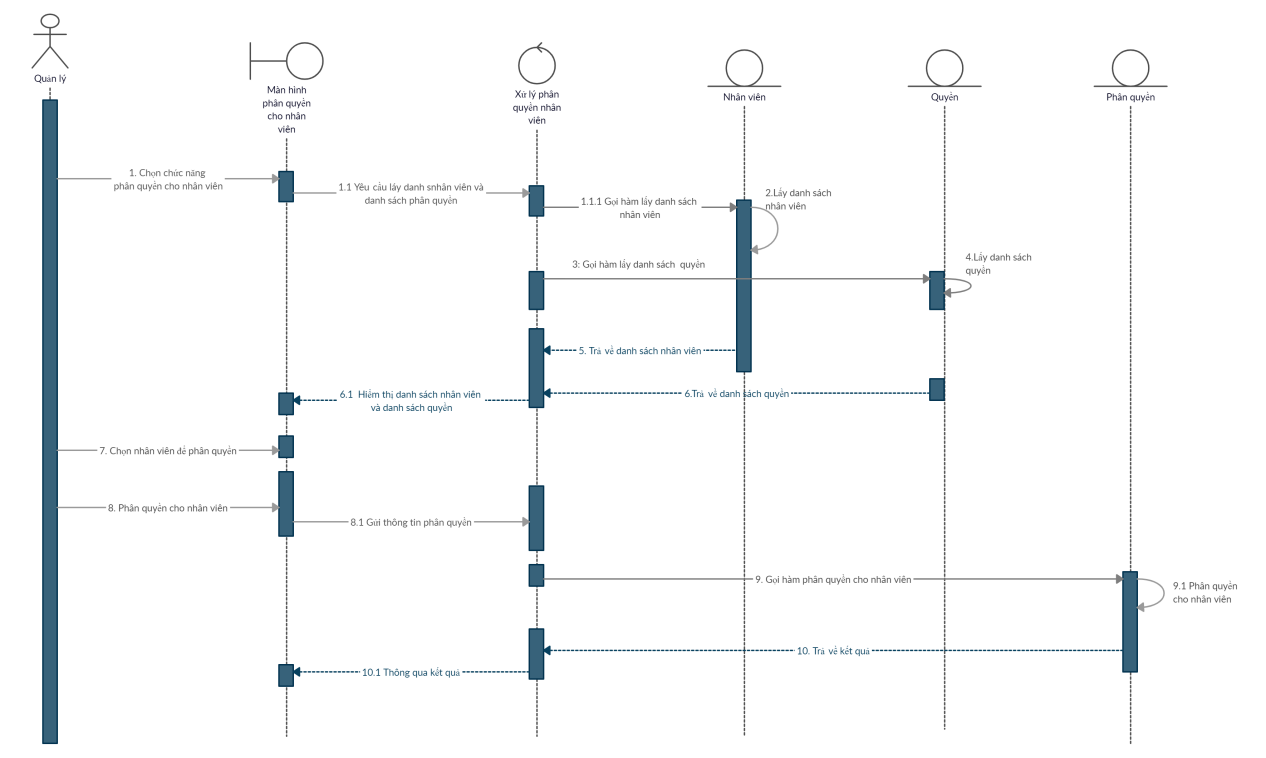 Quản lý
Màn hình
phân quyền
cho nhân
viên
Xử lý phân
quyền nhân
viên
Nhân viên
Quyền
Phân quyền
1. Chọn chức năng
phân quyền cho nhân viên
1.1 Yêu cầu láy danh snhân viên và
danh sách phân quyền
1.1.1 Gọi hàm lấy danh sách
nhân viên
2.Lấy danh sách
nhân viên
3: Gọi hàm lấy danh sách quyền
4.Lấy danh sách
quyền
5. Trả về danh sách nhân viên
6.Trả về danh sách quyền
6.1 Hiểm thị danh sách nhân viên
và danh sách quyền
7. Chọn nhân viên để phân quyền
8. Phân quyền cho nhân viên
8.1 Gửi thông tin phân quyền
9. Gọi hàm phân quyền cho nhân viên
9.1 Phân quyền
cho nhân viên
10. Trả về kết quả
10.1 Thông qua kết quả